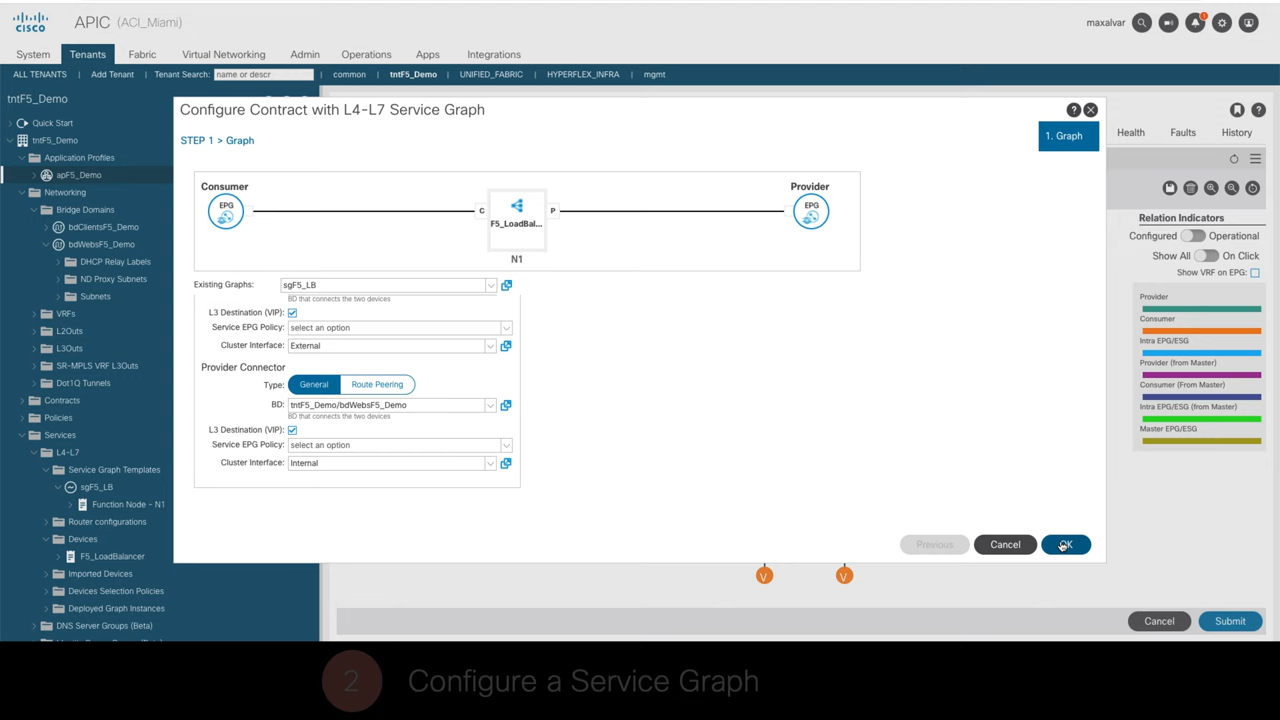 CISCO
APIC (ACI_Miami)
maxalvar
1
System Tenants Fabric Virtual Networking Admin Operations Apps Integrations
ALL TENANTS | Add Tenant | Tenant Search: name or descr | common | tntF5_Demo | UNIFIED_FABRIC | HYPERFLEX_INFRA | mgmt
tntF5_Demo
Quick Start
tntF5_Demo
Application Profiles
apF5_Demo
Networking
Bridge Domains
bdClientsF5_Demo
bdWebsF5_Demo
DHCP Relay Labels
ND Proxy Subnets
Subnets
VRFs
L2Outs
L3Outs
SR-MPLS VRF L3Outs
Dot1Q Tunnels
Contracts
Policies
Services
L4-L7
Service Graph Templates
sgF5_LB
Function Node - N1
Router configurations
Devices
F5_LoadBalancer
Imported Devices
Devices Selection Policies
Deployed Graph Instances
DNS Server Groups (Beta)
Configure Contract with L4-L7 Service Graph
STEP 1 > Graph
1. Graph
Consumer
EPG
C
F5_LoadBal...
P
N1
Provider
EPG
Existing Graphs: sgF5_LB
BD that connects the two devices
L3 Destination (VIP):
Service EPG Policy: select an option
Cluster Interface: External
Provider Connector
Type: General Route Peering
BD: tntF5_Demo/bdWebsF5_Demo
BD that connects the two devices
L3 Destination (VIP):
Service EPG Policy: select an option
Cluster Interface: Internal
Previous Cancel OK
Health Faults History
Relation Indicators
Configured Operational
Show All On Click
Show VRF on EPG:
Provider
Consumer
Intra EPG/ESG
Provider (from Master)
Consumer (From Master)
Intra EPG/ESG (from Master)
Master EPG/ESG
V V
Cancel Submit
2 Configure a Service Graph